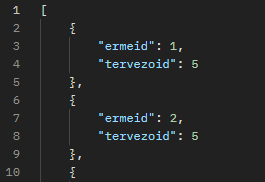 1 [
2 {
3 "ermeid": 1,
4 "tervezoid": 5
5 },
6 {
7 "ermeid": 2,
8 "tervezoid": 5
9 },
10 {